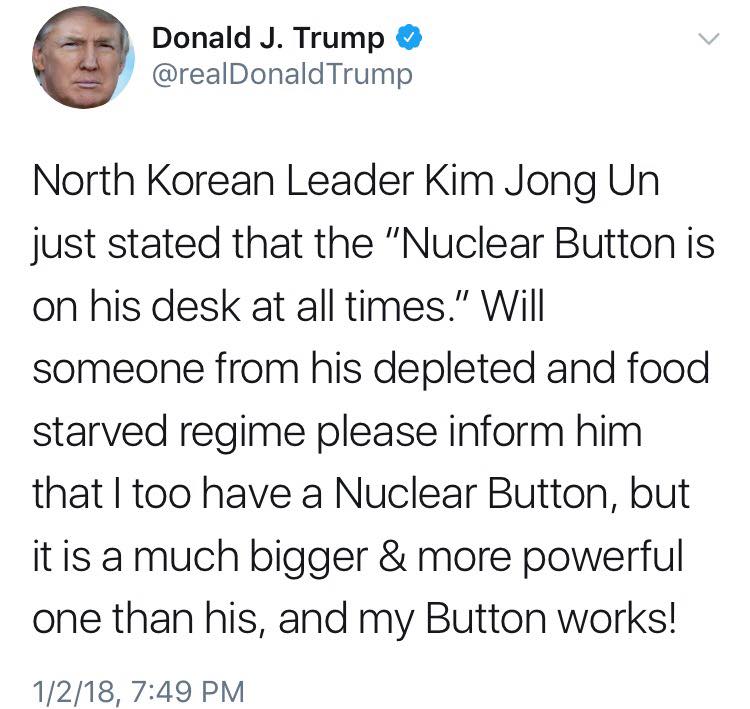 Donald J. Trump
@realDonaldTrump
North Korean Leader Kim Jong Un
just stated that the “Nuclear Button is
on his desk at all times.” Will
someone from his depleted and food
starved regime please inform him
that I too have a Nuclear Button, but
it is a much bigger & more powerful
one than his, and my Button works!
1/2/18, 7:49 PM